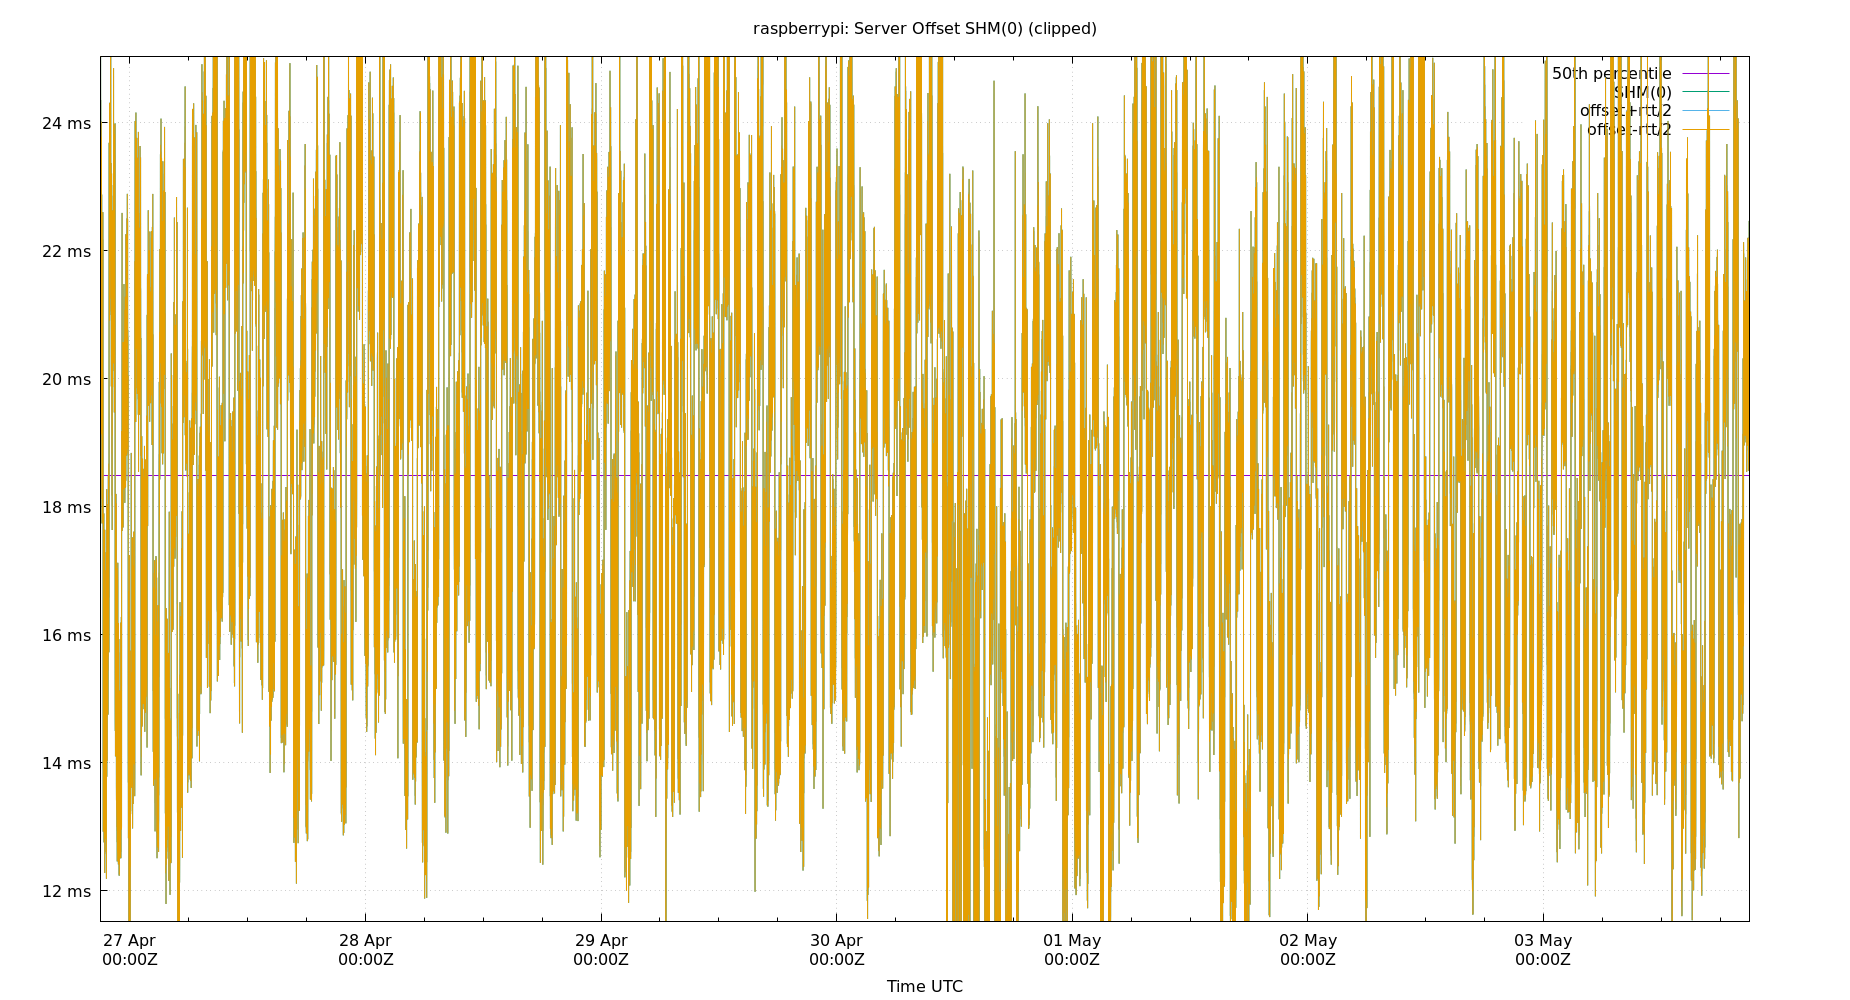 raspberrypi: Server Offset SHM(0) (clipped)
50th percentile
SHM(0)
offset+rtt/2
offset-rtt/2
24 ms
22 ms
20 ms
18 ms
16 ms
14 ms
12 ms
27 Apr 28 Apr 29 Apr 30 Apr 01 May 02 May 03 May
00:00Z 00:00Z 00:00Z 00:00Z 00:00Z 00:00Z 00:00Z
Time UTC